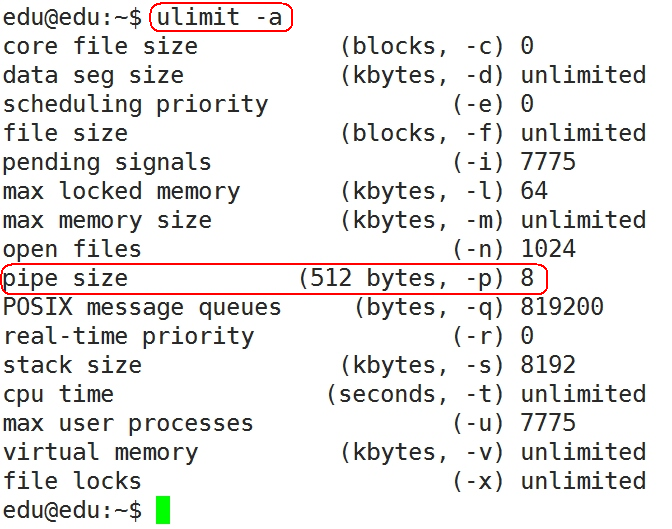 edu@edu:~$ ulimit -a
core file size          (blocks, -c) 0
data seg size           (kbytes, -d) unlimited
scheduling priority             (-e) 0
file size               (blocks, -f) unlimited
pending signals                 (-i) 7775
max locked memory       (kbytes, -l) 64
max memory size         (kbytes, -m) unlimited
open files                      (-n) 1024
pipe size            (512 bytes, -p) 8
POSIX message queues     (bytes, -q) 819200
real-time priority              (-r) 0
stack size              (kbytes, -s) 8192
cpu time               (seconds, -t) unlimited
max user processes              (-u) 7775
virtual memory          (kbytes, -v) unlimited
file locks                      (-x) unlimited
edu@edu:~$